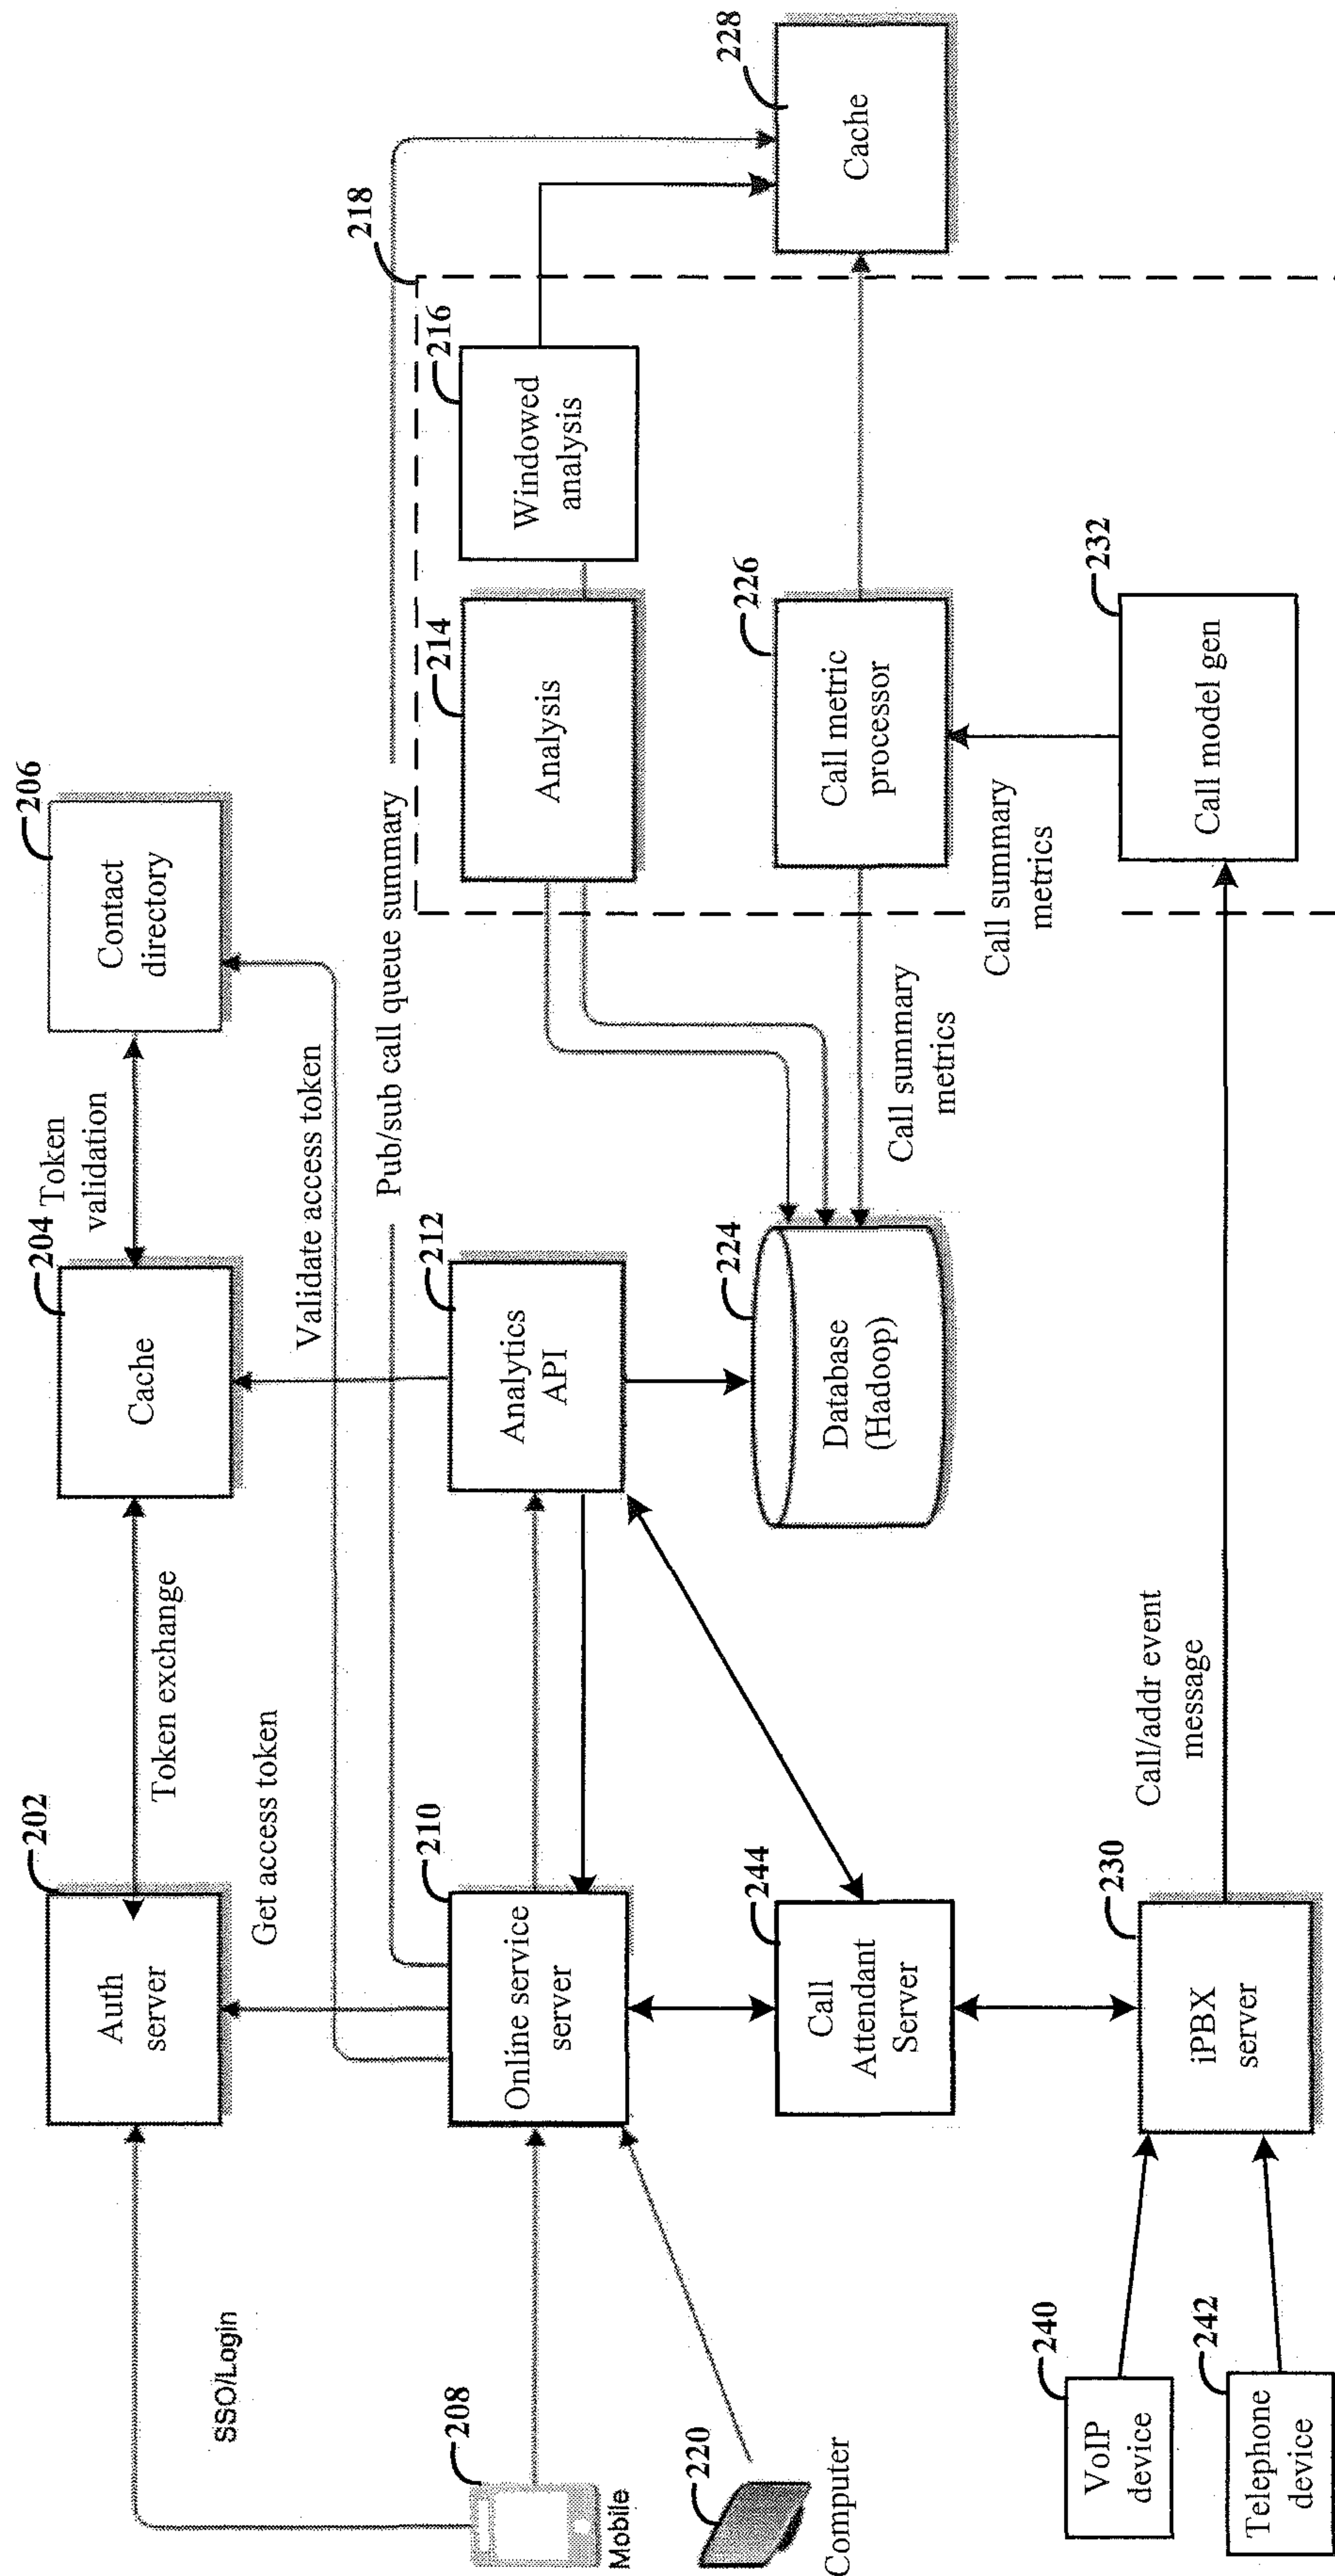 202
Auth
server
Token exchange
204
Cache
Token
validation
206
Contact
directory
SSO/Login
Get access token
Validate access token
Pub/sub call queue summary
218
208
Mobile
210
Online service
server
212
Analytics
API
214
Analysis
216
Windowed
analysis
220
Computer
244
Call
Attendant
Server
224
Database
(Hadoop)
Call summary
metrics
226
Call metric
processor
228
Cache
Call summary
metrics
240
VoIP
device
242
Telephone
device
230
iPBX
server
Call/addr event
message
232
Call model gen